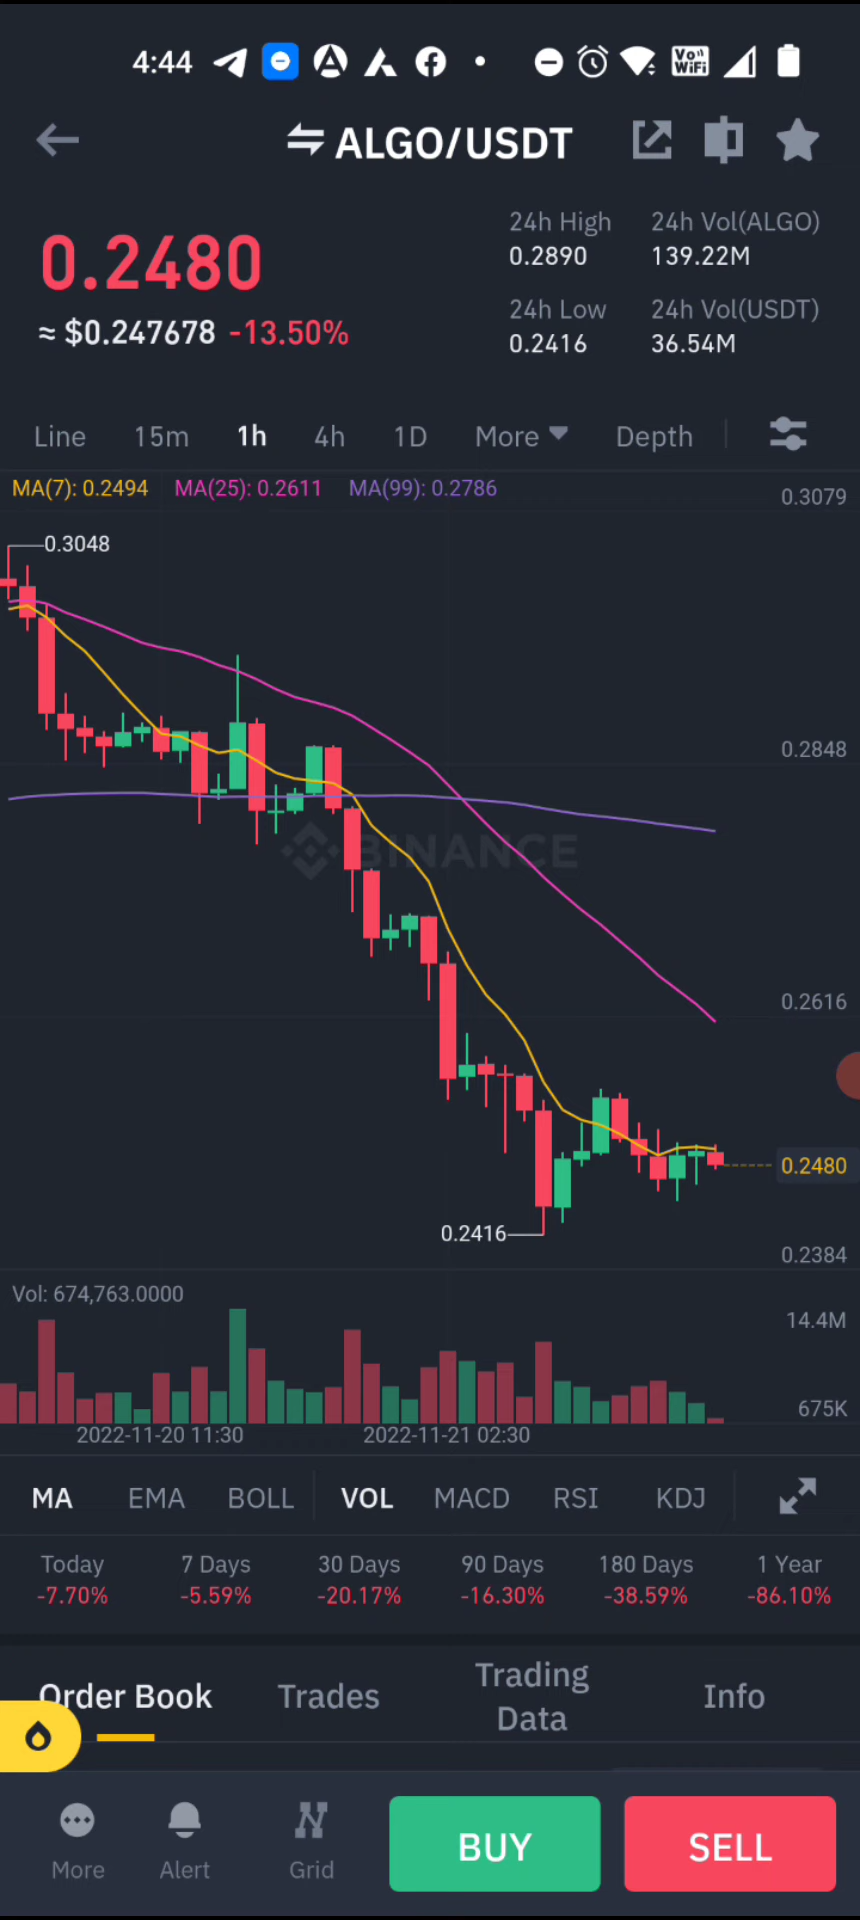 4:44
Vo))
WiFi
ALGO/USDT
0.2480
≈ $0.247678 -13.50%
24h High
0.2890
24h Vol(ALGO)
139.22M
24h Low
0.2416
24h Vol(USDT)
36.54M
Line 15m 1h 4h 1D More Depth
MA(7): 0.2494 MA(25): 0.2611 MA(99): 0.2786
0.3079
0.3048
0.2848
BINANCE
0.2616
0.2480
0.2416
0.2384
Vol: 674,763.0000
14.4M
675K
2022-11-20 11:30 2022-11-21 02:30
MA EMA BOLL VOL MACD RSI KDJ
Today 7 Days 30 Days 90 Days 180 Days 1 Year
-7.70% -5.59% -20.17% -16.30% -38.59% -86.10%
Order Book Trades Trading Data Info
More Alert Grid BUY SELL